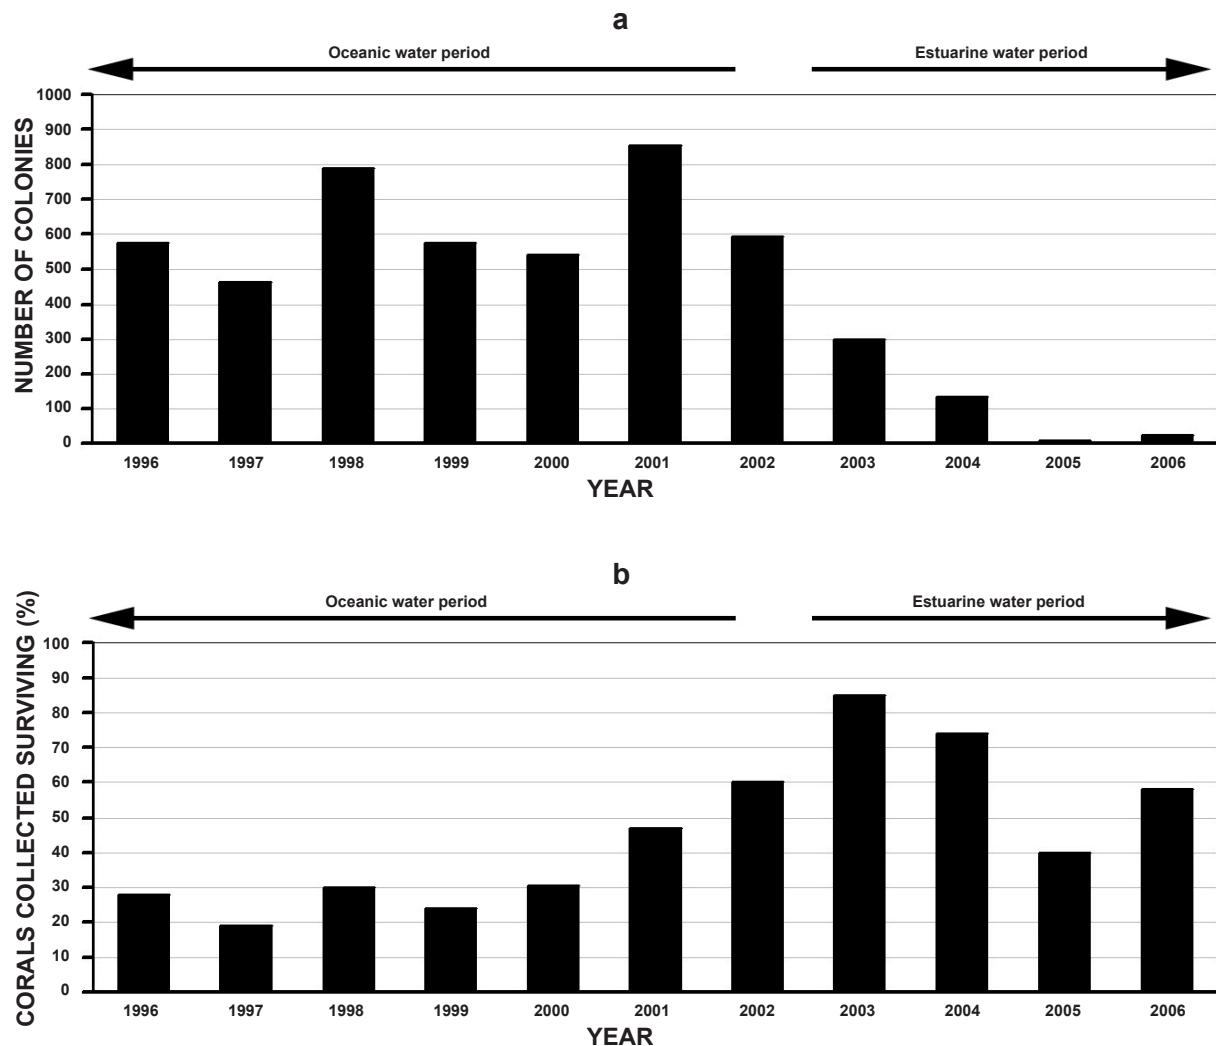 a
Oceanic water period Estuarine water period
NUMBER OF COLONIES
1000
900
800
700
600
500
400
300
200
100
0
1996 1997 1998 1999 2000 2001 2002 2003 2004 2005 2006
YEAR
b
Oceanic water period Estuarine water period
CORALS COLLECTED SURVIVING (%)
100
90
80
70
60
50
40
30
20
10
0
1996 1997 1998 1999 2000 2001 2002 2003 2004 2005 2006
YEAR